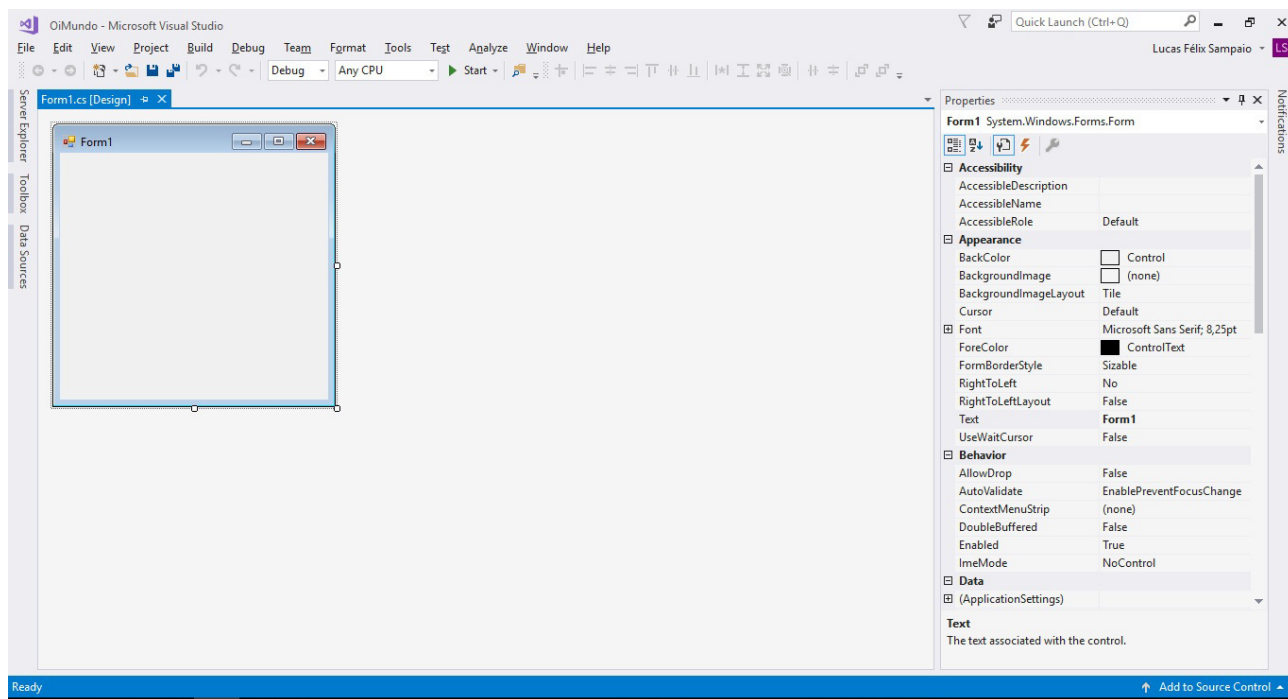 OiMundo - Microsoft Visual Studio
Quick Launch (Ctrl+Q)
File Edit View Project Build Debug Team Format Tools Test Analyze Window Help
Lucas Félix Sampaio LS
Debug Any CPU Start
Server Explorer
Toolbox
Data Sources
Form1.cs [Design]
Form1
Properties
Form1 System.Windows.Forms.Form
Accessibility
AccessibleDescription
AccessibleName
AccessibleRole Default
Appearance
BackColor Control
BackgroundImage (none)
BackgroundImageLayout Tile
Cursor Default
Font Microsoft Sans Serif; 8,25pt
ForeColor ControlText
FormBorderStyle Sizable
RightToLeft No
RightToLeftLayout False
Text Form1
UseWaitCursor False
Behavior
AllowDrop False
AutoValidate EnablePreventFocusChange
ContextMenuStrip (none)
DoubleBuffered False
Enabled True
ImeMode NoControl
Data
(ApplicationSettings)
Text
The text associated with the control.
Notifications
Ready
Add to Source Control